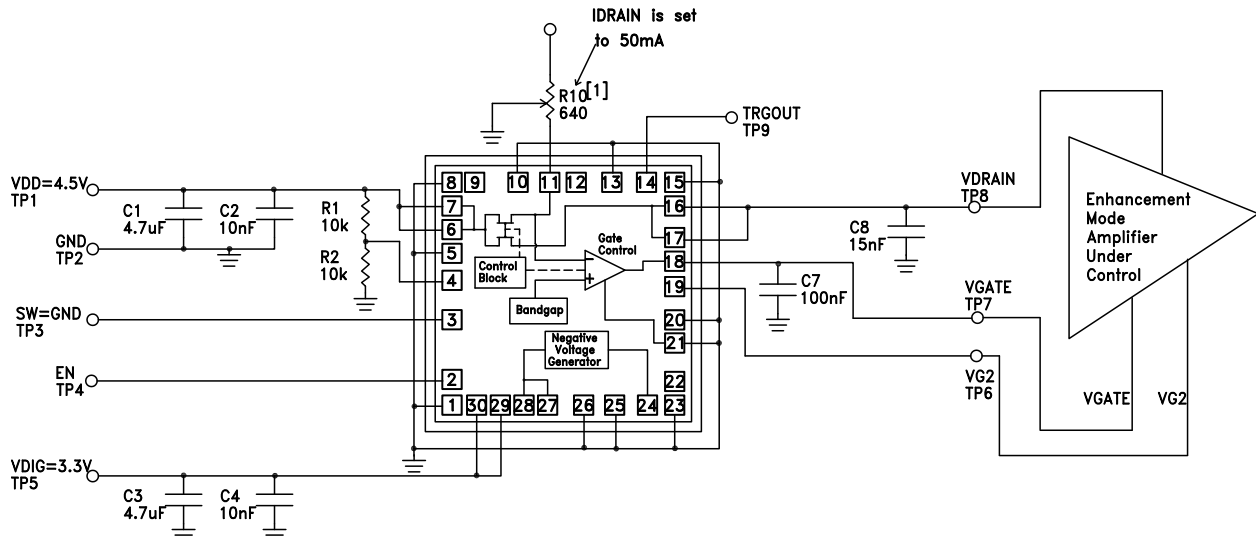 IDRAIN is set
to 50mA
R10[1]
640
TRGOUT
TP9
VDD=4.5V
TP1
C1
4.7uF
C2
10nF
R1
10k
GND
TP2
R2
10k
SW=GND
TP3
EN
TP4
VDIG=3.3V
TP5
C3
4.7uF
C4
10nF
8
9
10
11
12
13
14
15
7
6
5
4
3
2
1
16
17
18
19
20
21
22
30
29
28
27
26
25
24
23
Gate
Control
-
+
Control
Block
Bandgap
Negative
Voltage
Generator
VDRAIN
TP8
C8
15nF
C7
100nF
VGATE
TP7
VG2
TP6
Enhancement
Mode
Amplifier
Under
Control
VGATE
VG2